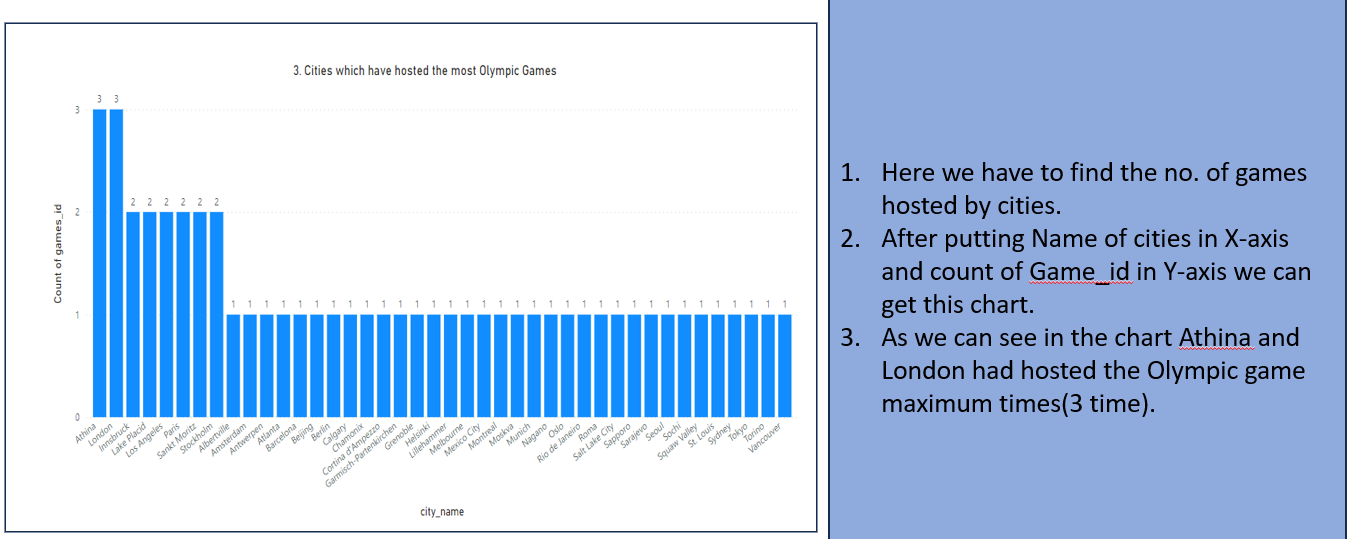 3. Cities which have hosted the most Olympic Games
3 3
3
2 2 2 2 2 2
2
1 1 1 1 1 1 1 1 1 1 1 1 1 1 1 1 1 1 1 1 1 1 1 1 1 1 1 1 1 1 1 1 1 1
1
0
Count of games_id
Athina
London
Innsbruck
Lake Placid
Los Angeles
Paris
Sankt Moritz
Stockholm
Albertville
Amsterdam
Antwerpen
Atlanta
Barcelona
Beijing
Berlin
Calgary
Chamonix
Cortina d'Ampezzo
Garmisch-Partenkirchen
Grenoble
Helsinki
Lillehammer
Melbourne
Mexico City
Montreal
Moskva
Munich
Nagano
Oslo
Rio de Janeiro
Roma
Salt Lake City
Sapporo
Sarajevo
Seoul
Sochi
Squaw Valley
St. Louis
Sydney
Tokyo
Torino
Vancouver
city_name
1. Here we have to find the no. of games
hosted by cities.
2. After putting Name of cities in X-axis
and count of Game_id in Y-axis we can
get this chart.
3. As we can see in the chart Athina and
London had hosted the Olympic game
maximum times(3 time).